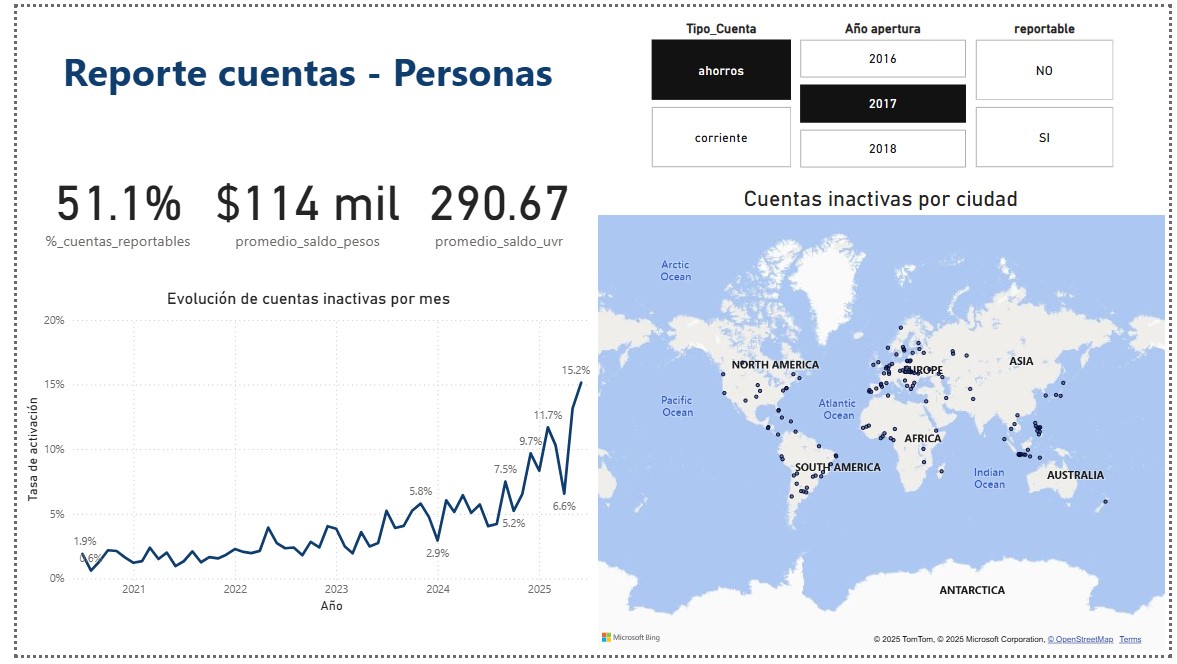 Reporte cuentas - Personas
Tipo_Cuenta
ahorros
corriente
Año apertura
2016
2017
2018
reportable
NO
SI
51.1%
%_cuentas_reportables
$114 mil
promedio_saldo_pesos
290.67
promedio_saldo_uvr
Evolución de cuentas inactivas por mes
Tasa de activación
20%
15%
10%
5%
0%
1.9%
0.6%
5.8%
2.9%
7.5%
5.2%
9.7%
11.7%
6.6%
15.2%
2021
2022
2023
2024
2025
Año
Cuentas inactivas por ciudad
Arctic
Ocean
NORTH AMERICA
EUROPE
ASIA
Pacific
Ocean
Atlantic
Ocean
AFRICA
SOUTH AMERICA
Indian
Ocean
AUSTRALIA
ANTARCTICA
Microsoft Bing
© 2025 TomTom, © 2025 Microsoft Corporation, © OpenStreetMap Terms